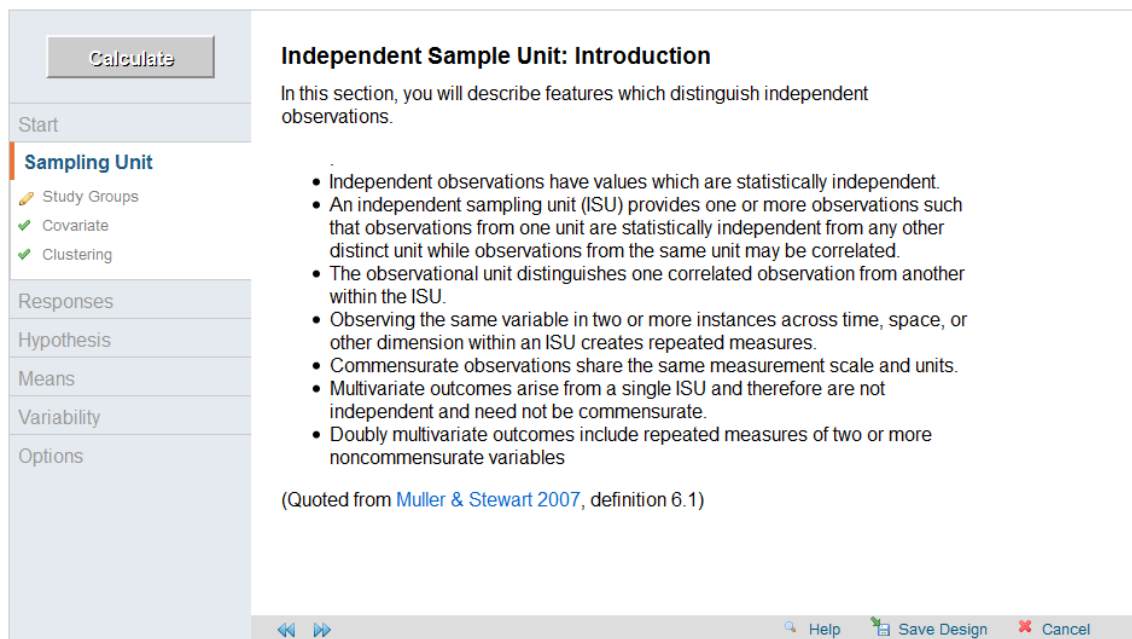 Calculate
Start
Sampling Unit
Study Groups
Covariate
Clustering
Responses
Hypothesis
Means
Variability
Options
Independent Sample Unit: Introduction
In this section, you will describe features which distinguish independent
observations.
.
• Independent observations have values which are statistically independent.
• An independent sampling unit (ISU) provides one or more observations such
that observations from one unit are statistically independent from any other
distinct unit while observations from the same unit may be correlated.
• The observational unit distinguishes one correlated observation from another
within the ISU.
• Observing the same variable in two or more instances across time, space, or
other dimension within an ISU creates repeated measures.
• Commensurate observations share the same measurement scale and units.
• Multivariate outcomes arise from a single ISU and therefore are not
independent and need not be commensurate.
• Doubly multivariate outcomes include repeated measures of two or more
noncommensurate variables
(Quoted from Muller & Stewart 2007, definition 6.1)
Help
Save Design
Cancel